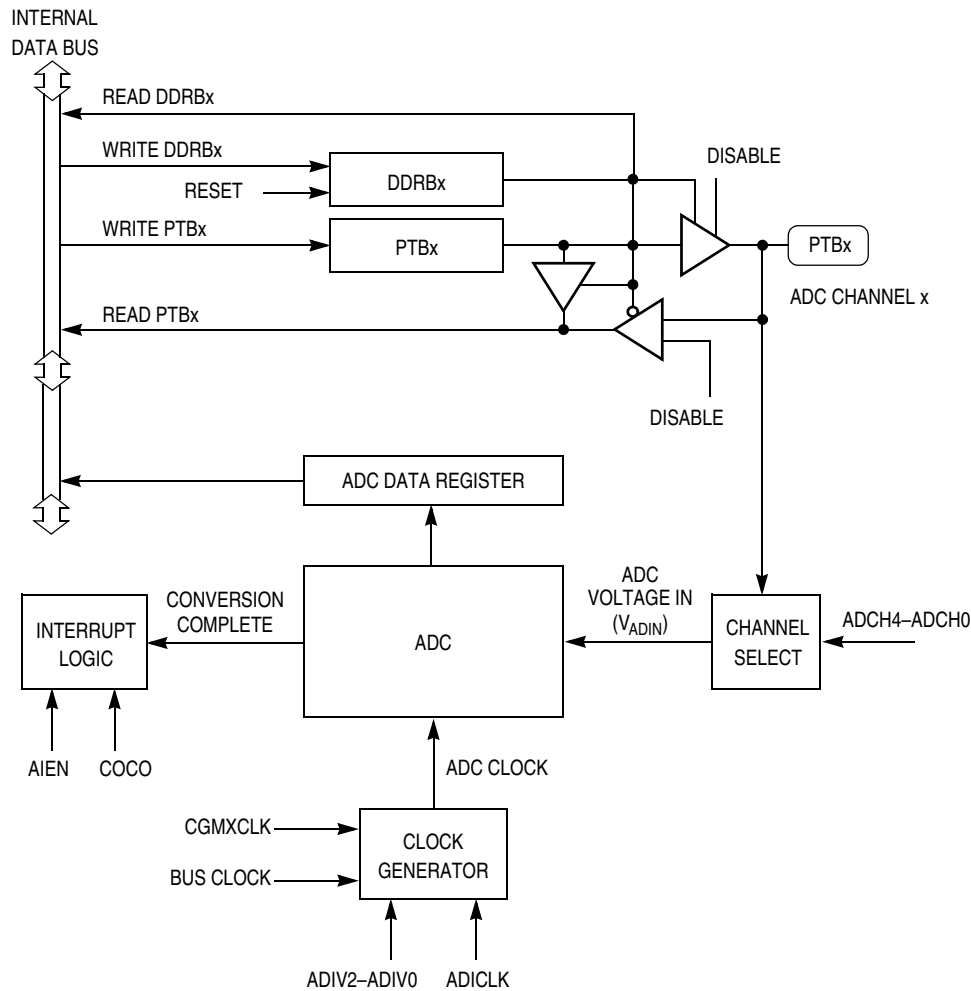 INTERNAL
DATA BUS
READ DDRBx
WRITE DDRBx
DISABLE
DDRBx
RESET
WRITE PTBx
PTBx
PTBx
ADC CHANNEL x
READ PTBx
DISABLE
ADC DATA REGISTER
ADC
VOLTAGE IN
(VADIN)
CONVERSION
COMPLETE
INTERRUPT
LOGIC
ADC
CHANNEL
SELECT
ADCH4–ADCH0
AIEN
COCO
ADC CLOCK
CGMXCLK
CLOCK
GENERATOR
BUS CLOCK
ADIV2–ADIV0
ADICLK